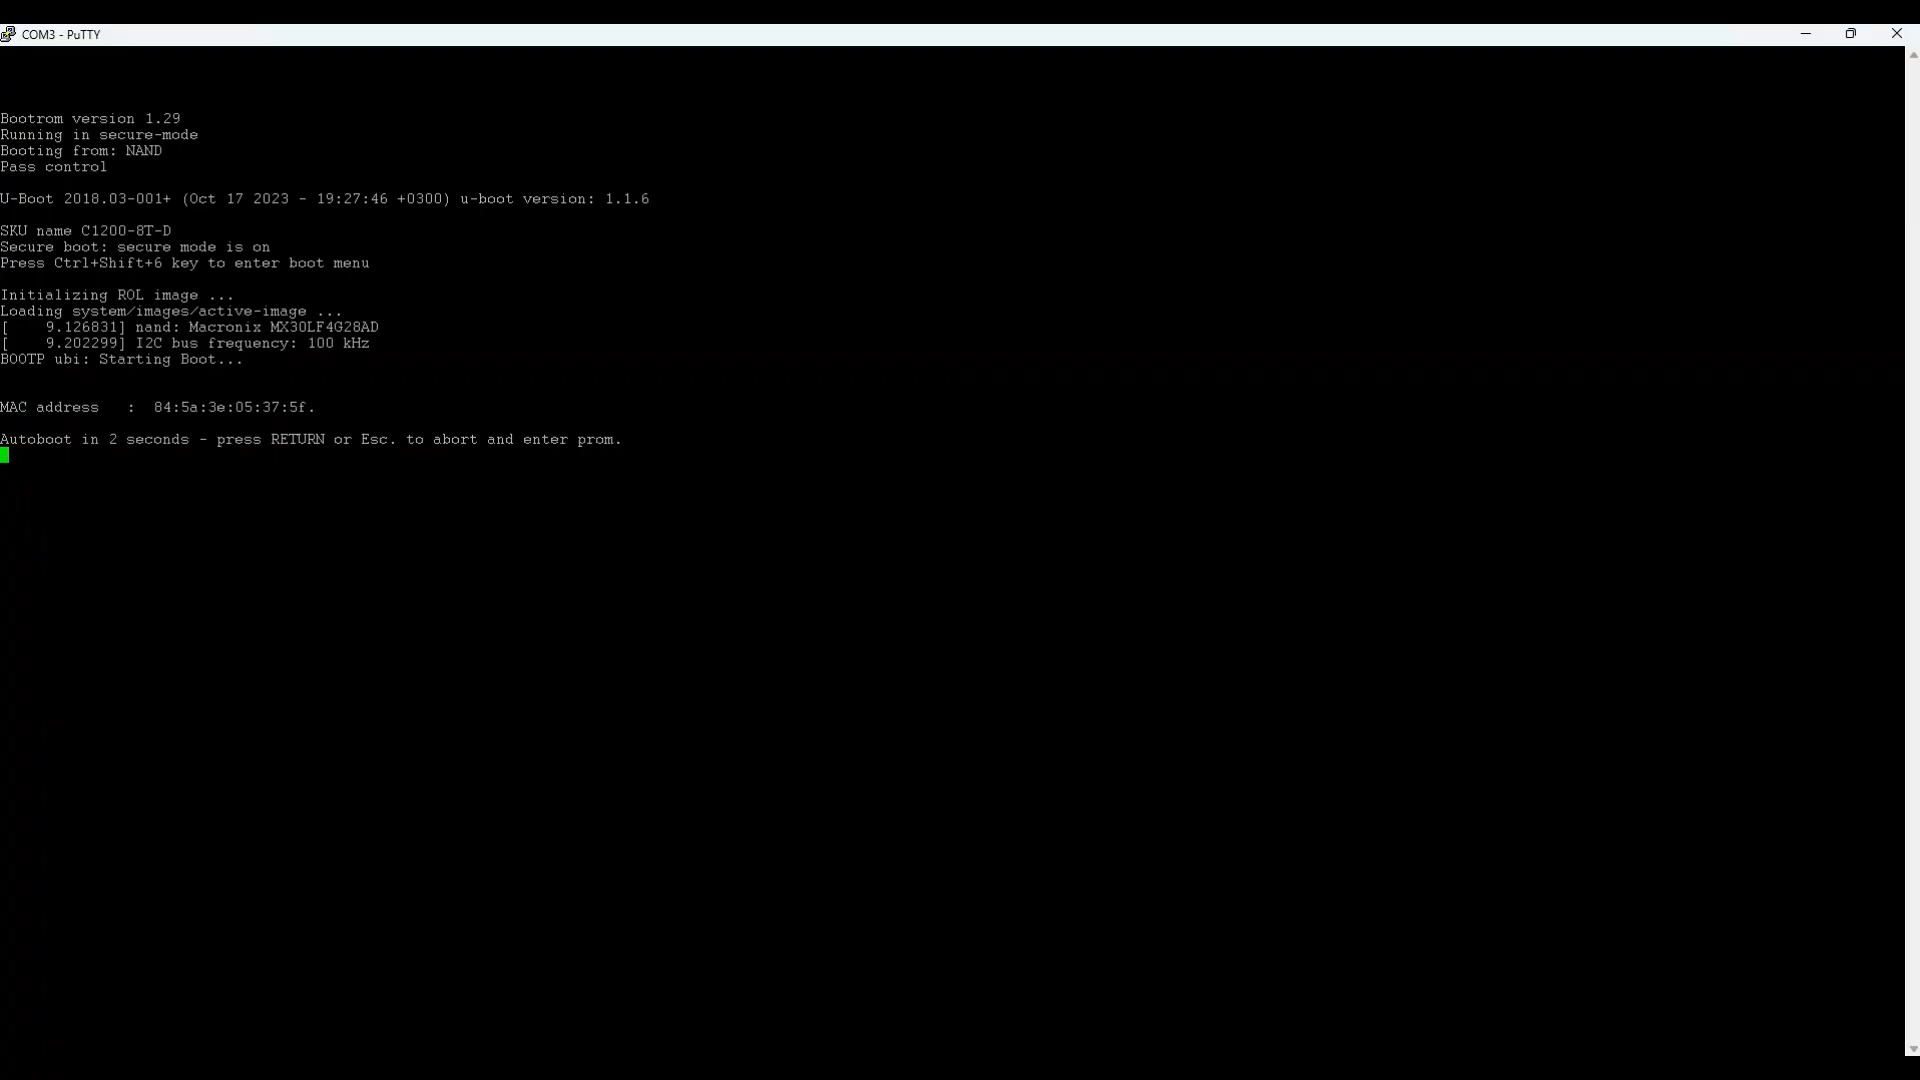 COM3 - PuTTY
Bootrom version 1.29
Running in secure-mode
Booting from: NAND
Pass control
U-Boot 2018.03-001+ (Oct 17 2023 - 19:27:46 +0300) u-boot version: 1.1.6
SKU name C1200-8T-D
Secure boot: secure mode is on
Press Ctrl+Shift+6 key to enter boot menu
Initializing ROL image ...
Loading system/images/active-image ...
[    9.126831] nand: Macronix MX30LF4G28AD
[    9.202299] I2C bus frequency: 100 kHz
BOOTP ubi: Starting Boot...
MAC address   :  84:5a:3e:05:37:5f.
Autoboot in 2 seconds - press RETURN or Esc. to abort and enter prom.